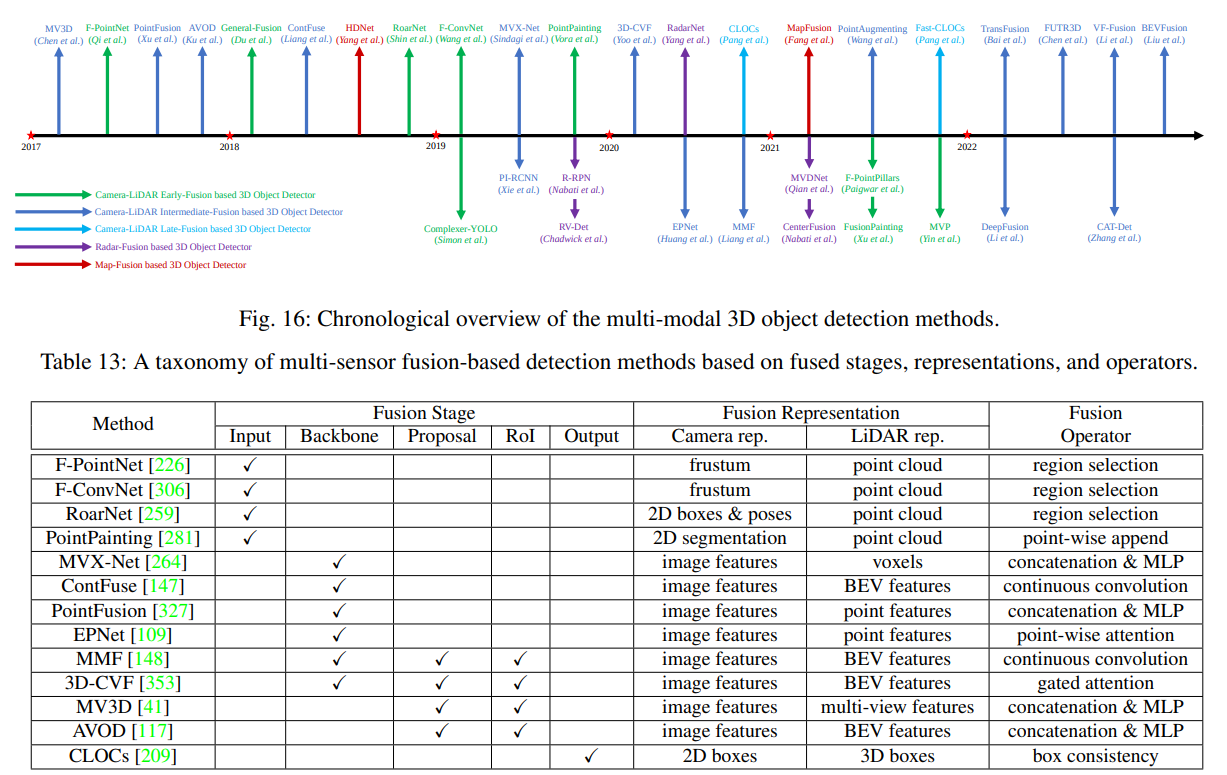 MV3D F-PointNet PointFusion AVOD General-Fusion ContFuse HDNet RoarNet F-ConvNet MVX-Net PointPainting 3D-CVF RadarNet CLOCs MapFusion PointAugmenting Fast-CLOCs TransFusion FUTR3D VF-Fusion BEVFusion
(Chen et al.) (Qi et al.) (Xu et al.) (Ku et al.) (Du et al.) (Liang et al.) (Yang et al.) (Shin et al.) (Wang et al.) (Sindagi et al.) (Vora et al.) (Yoo et al.) (Yang et al.) (Pang et al.) (Fang et al.) (Wang et al.) (Pang et al.) (Bai et al.) (Chen et al.) (Li et al.) (Liu et al.)
2017 2018 2019 2020 2021 2022
PI-RCNN R-RPN MVDNet F-PointPillars
(Xie et al.) (Nabati et al.) (Qian et al.) (Paigwar et al.)
Complexer-YOLO RV-Det EPNet MMF CenterFusion FusionPainting MVP DeepFusion CAT-Det
(Simon et al.) (Chadwick et al.) (Huang et al.) (Liang et al.) (Nabati et al.) (Xu et al.) (Yin et al.) (Li et al.) (Zhang et al.)
Camera-LiDAR Early-Fusion based 3D Object Detector
Camera-LiDAR Intermediate-Fusion based 3D Object Detector
Camera-LiDAR Late-Fusion based 3D Object Detector
Radar-Fusion based 3D Object Detector
Map-Fusion based 3D Object Detector
Fig. 16: Chronological overview of the multi-modal 3D object detection methods.
Table 13: A taxonomy of multi-sensor fusion-based detection methods based on fused stages, representations, and operators.
Method Fusion Stage Fusion Representation Fusion
Input Backbone Proposal RoI Output Camera rep. LiDAR rep. Operator
F-PointNet [226] ✓ frustum point cloud region selection
F-ConvNet [306] ✓ frustum point cloud region selection
RoarNet [259] ✓ 2D boxes & poses point cloud region selection
PointPainting [281] ✓ 2D segmentation point cloud point-wise append
MVX-Net [264] ✓ image features voxels concatenation & MLP
ContFuse [147] ✓ image features BEV features continuous convolution
PointFusion [327] ✓ image features point features concatenation & MLP
EPNet [109] ✓ image features point features point-wise attention
MMF [148] ✓ ✓ ✓ image features BEV features continuous convolution
3D-CVF [353] ✓ ✓ ✓ image features BEV features gated attention
MV3D [41] ✓ ✓ image features multi-view features concatenation & MLP
AVOD [117] ✓ ✓ image features BEV features concatenation & MLP
CLOCs [209] ✓ 2D boxes 3D boxes box consistency